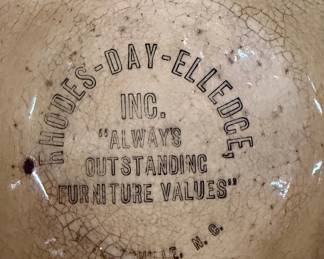 RHODES-DAY-ELLEDGE,
INC.
"ALWAYS
OUTSTANDING
FURNITURE VALUES"
N. C.